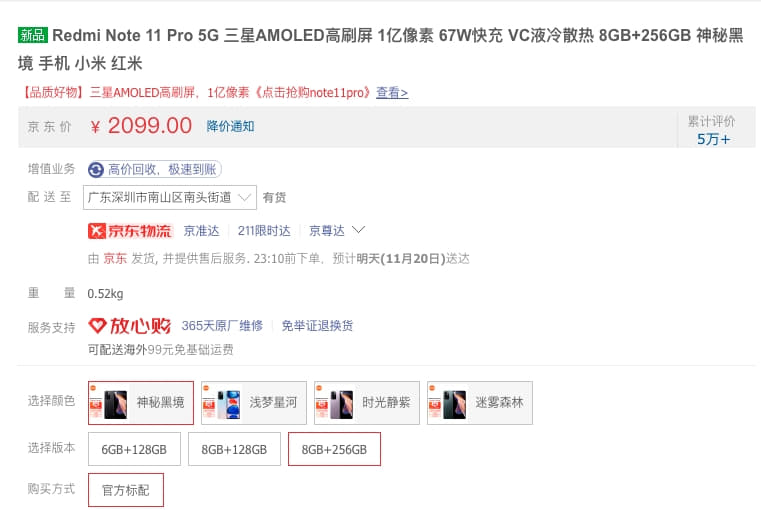 新品 Redmi Note 11 Pro 5G 三星AMOLED高刷屏 1亿像素 67W快充 VC液冷散热 8GB+256GB 神秘黑
境 手机 小米 红米
【品质好物】三星AMOLED高刷屏，1亿像素《点击抢购note11pro》查看>
京东价 ￥ 2099.00 降价通知
累计评价
5万+
增值业务 高价回收，极速到账
配送至 广东深圳市南山区南头街道 有货
京东物流 京准达 211限时达 京尊达
由 京东 发货, 并提供售后服务. 23:10前下单，预计明天(11月20日)送达
重量 0.52kg
服务支持 放心购 365天原厂维修 免举证退换货
可配送海外99元免基础运费
选择颜色 神秘黑境 浅梦星河 时光静紫 迷雾森林
选择版本 6GB+128GB 8GB+128GB 8GB+256GB
购买方式 官方标配